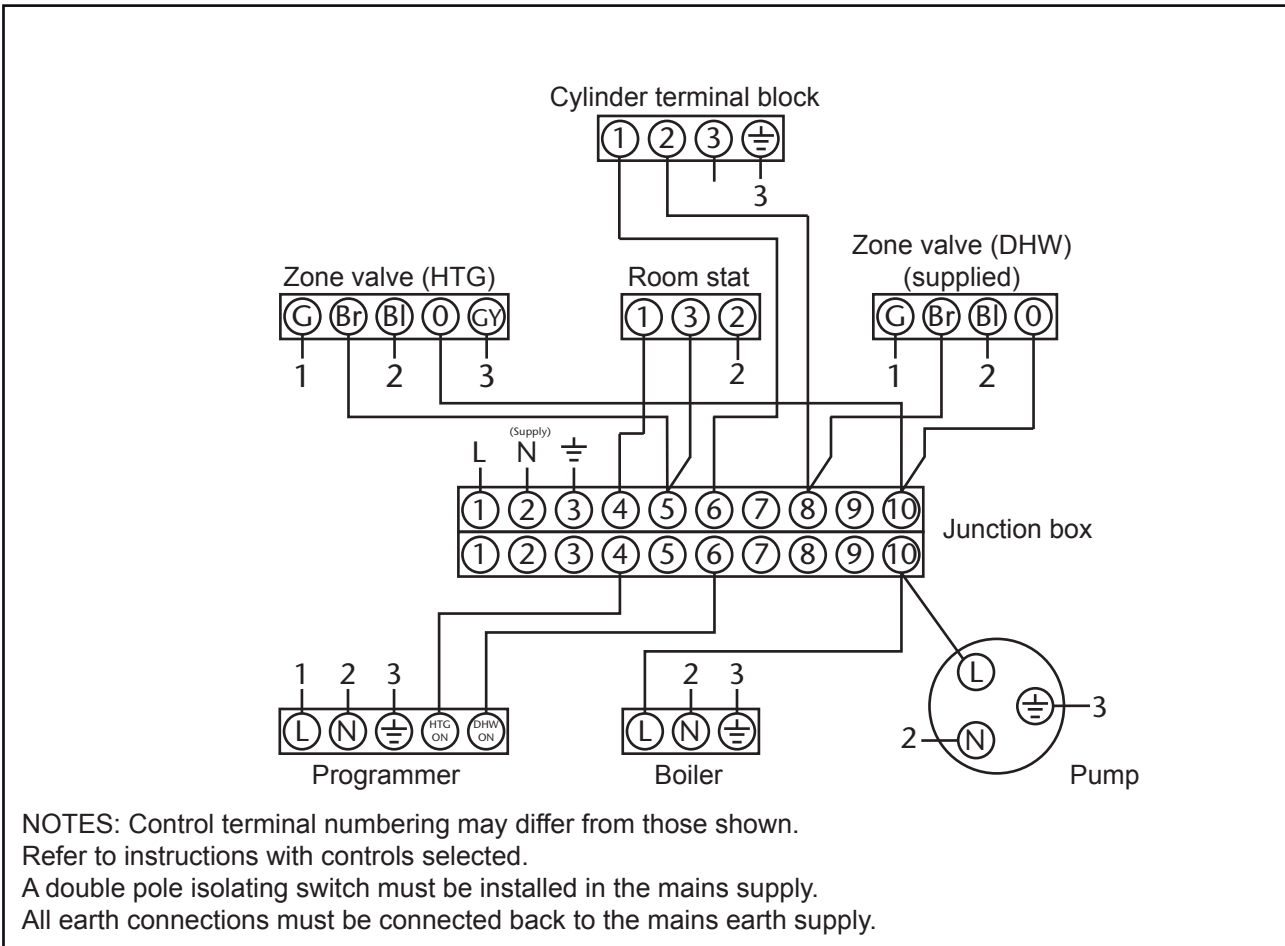 Cylinder terminal block
1 2 3
3
Zone valve (HTG)
G Br Bl 0 GY
1 2 3
Room stat
1 3 2
2
Zone valve (DHW)
(supplied)
G Br Bl 0
1 2
(Supply)
L N
1 2 3 4 5 6 7 8 9 10
1 2 3 4 5 6 7 8 9 10
Junction box
1 2 3
L N HTG ON DHW ON
Programmer
2 3
L N
Boiler
L
3
2 N
Pump
NOTES: Control terminal numbering may differ from those shown.
Refer to instructions with controls selected.
A double pole isolating switch must be installed in the mains supply.
All earth connections must be connected back to the mains earth supply.